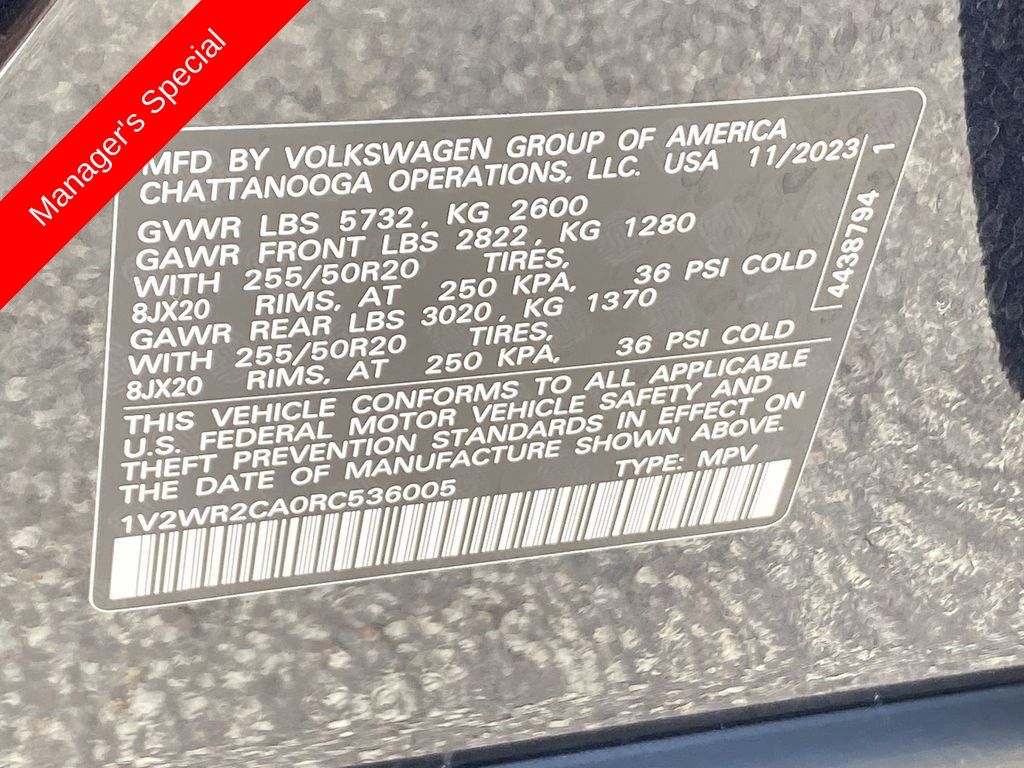 Manager's Special
MFD BY VOLKSWAGEN GROUP OF AMERICA
CHATTANOOGA OPERATIONS, LLC. USA 11/2023
GVWR LBS 5732, KG 2600
GAWR FRONT LBS 2822, KG 1280
WITH 255/50R20 TIRES,
8JX20 RIMS, AT 250 KPA, 36 PSI COLD
GAWR REAR LBS 3020, KG 1370
WITH 255/50R20 TIRES,
8JX20 RIMS, AT 250 KPA, 36 PSI COLD
THIS VEHICLE CONFORMS TO ALL APPLICABLE
U.S. FEDERAL MOTOR VEHICLE SAFETY AND
THEFT PREVENTION STANDARDS IN EFFECT ON
THE DATE OF MANUFACTURE SHOWN ABOVE.
1V2WR2CA0RC536005 TYPE: MPV
4438794 1